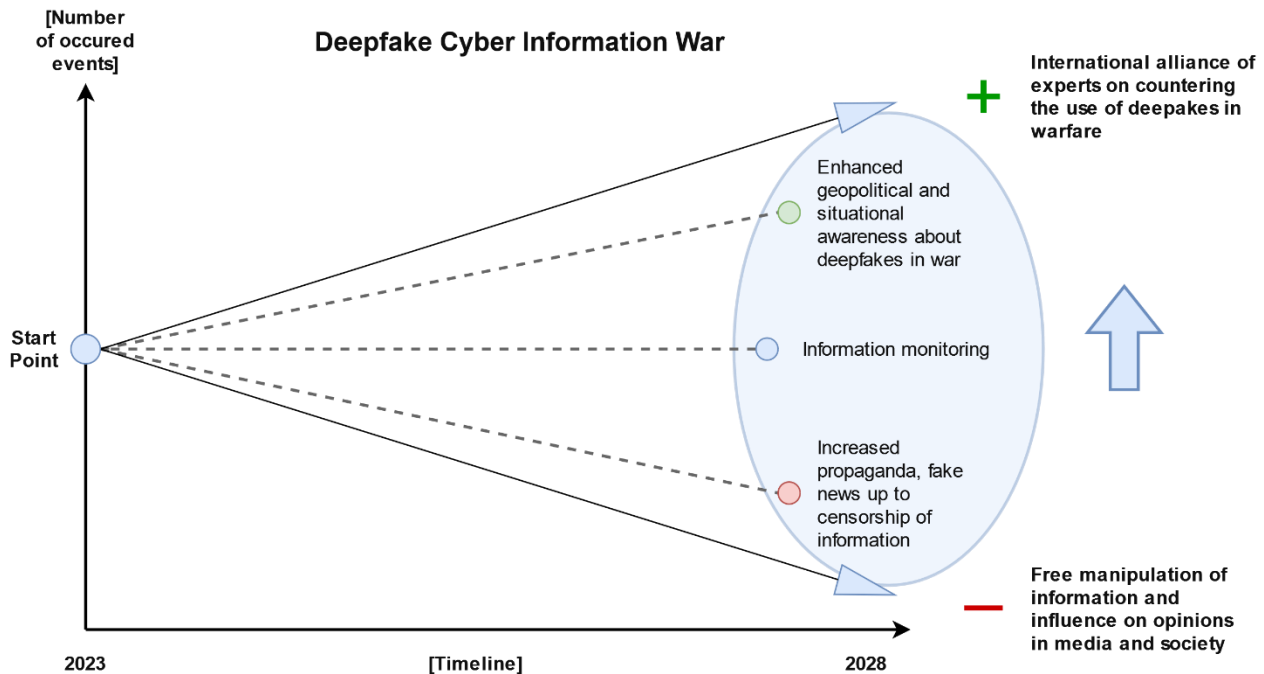 [Number
of occured
events]
Deepfake Cyber Information War
International alliance of
experts on countering
the use of deepakes in
warfare
Enhanced
geopolitical and
situational
awareness about
deepfakes in war
Start
Point
Information monitoring
Increased
propaganda, fake
news up to
censorship of
information
Free manipulation of
information and
influence on opinions
in media and society
2023
[Timeline]
2028